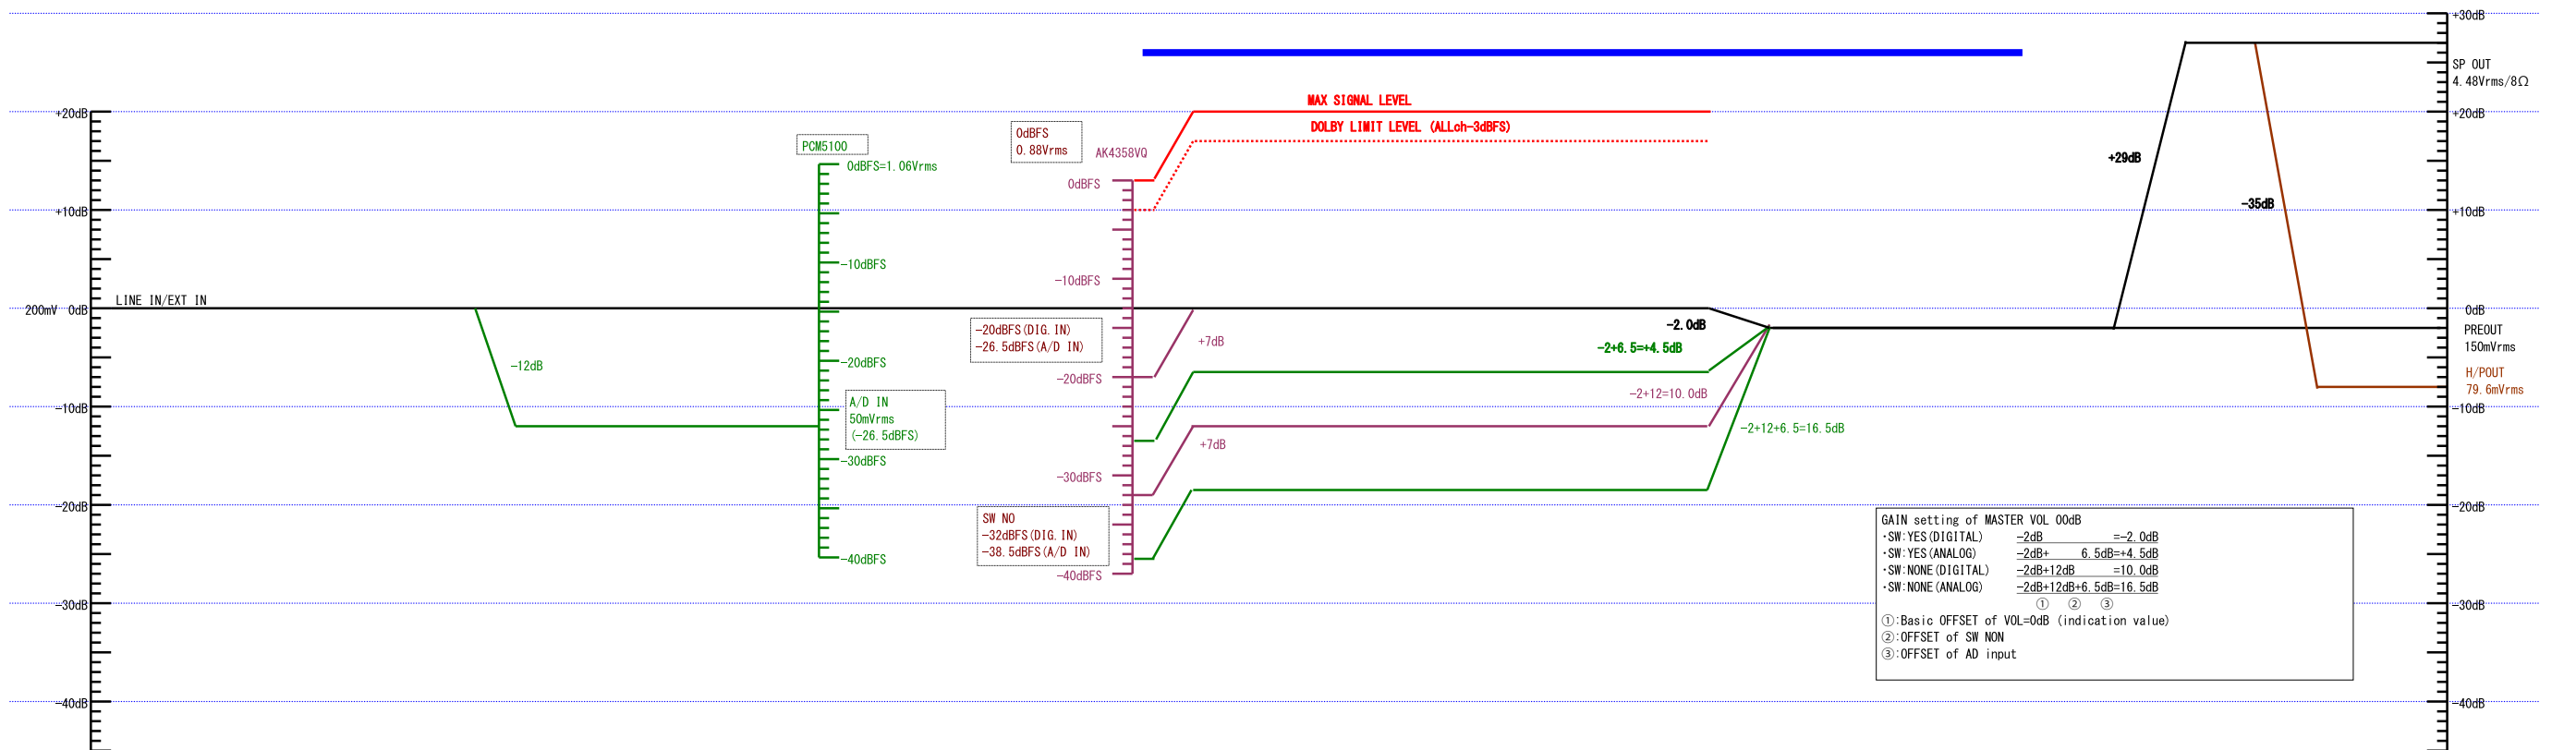 +30dB
SP OUT
4.48Vrms/8Ω
+20dB
MAX SIGNAL LEVEL
+20dB
DOLBY LIMIT LEVEL (ALLch-3dBFS)
0dBFS
0.88Vrms
AK4358VQ
PCM5100
0dBFS=1.06Vrms
+29dB
0dBFS
-35dB
+10dB
+10dB
-10dBFS
-10dBFS
LINE IN/EXT IN
200mV 0dB
0dB
-20dBFS(DIG.IN)
-26.5dBFS(A/D IN)
-2.0dB
PREOUT
150mVrms
+7dB
-2+6.5=+4.5dB
-12dB
-20dBFS
-20dBFS
H/POUT
79.6mVrms
-2+12=10.0dB
A/D IN
50mVrms
(-26.5dBFS)
-10dB
-10dB
-2+12+6.5=16.5dB
+7dB
-30dBFS
-30dBFS
-20dB
-20dB
SW NO
-32dBFS(DIG.IN)
-38.5dBFS(A/D IN)
-40dBFS
-40dBFS
GAIN setting of MASTER VOL 00dB
・SW:YES(DIGITAL) -2dB =-2.0dB
・SW:YES(ANALOG) -2dB+ 6.5dB=+4.5dB
・SW:NONE(DIGITAL) -2dB+12dB =10.0dB
・SW:NONE(ANALOG) -2dB+12dB+6.5dB=16.5dB
① ② ③
①:Basic OFFSET of VOL=0dB (indication value)
②:OFFSET of SW NON
③:OFFSET of AD input
-30dB
-30dB
-40dB
-40dB